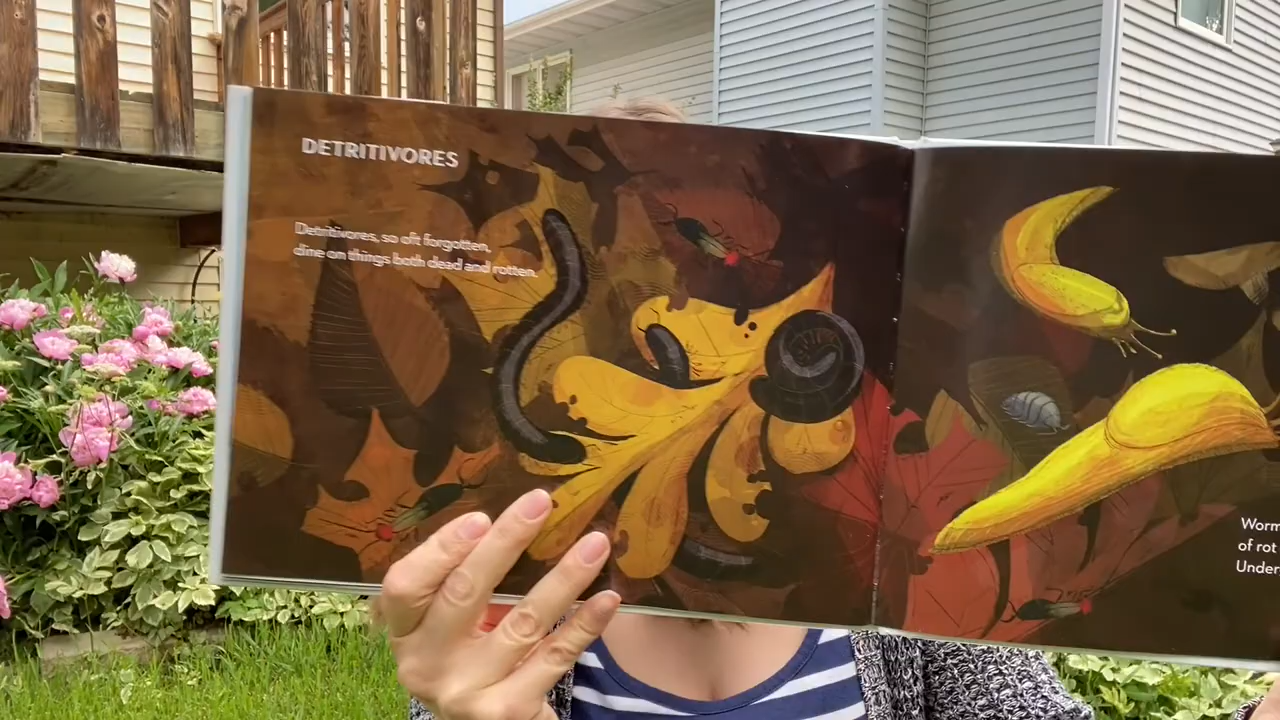 DETRITIVORES
Detritivores, so oft forgotten,
dine on things both dead and rotten.
Worm
of rot
Under